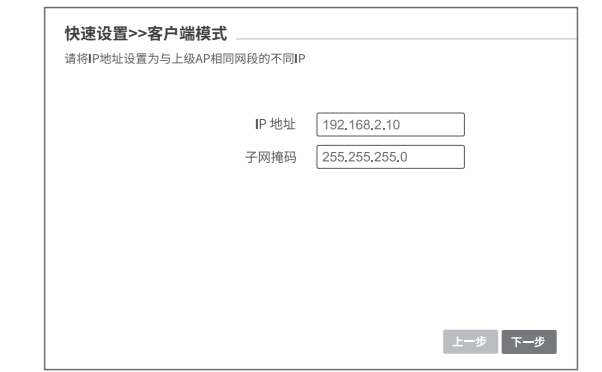 快速设置>>客户端模式
请将IP地址设置为与上级AP相同网段的不同IP
IP 地址 192.168.2.10
子网掩码 255.255.255.0
上一步 下一步